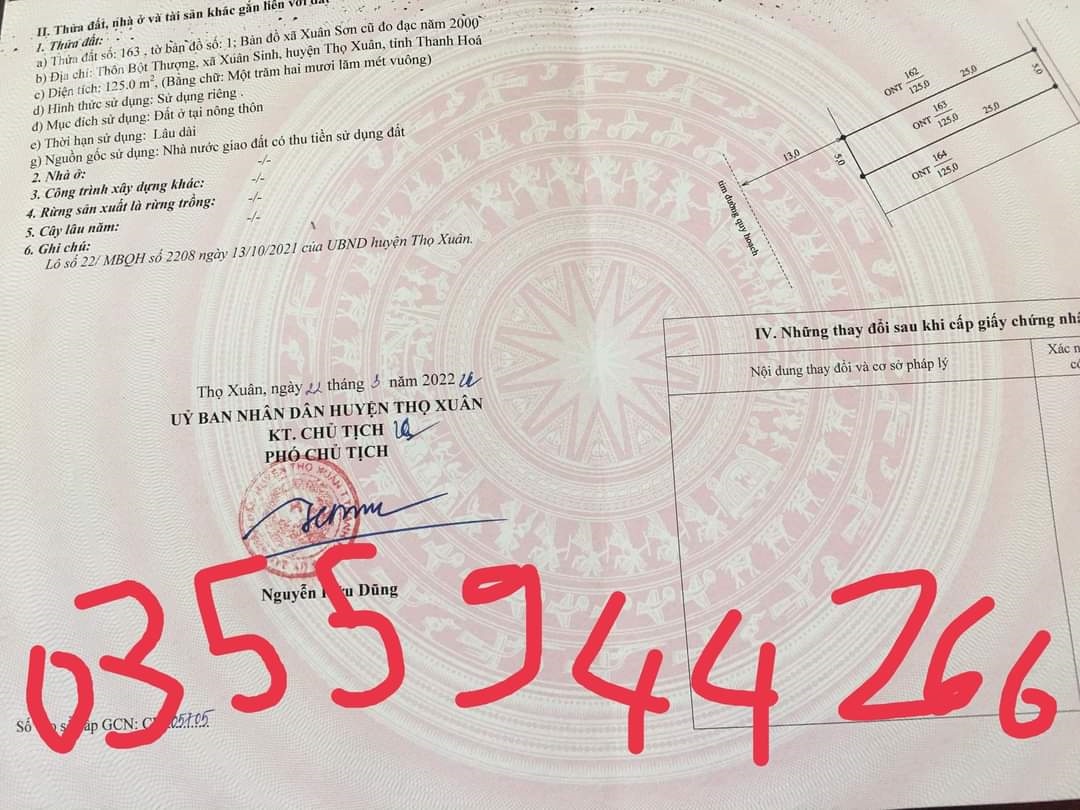 II. Thửa đất, nhà ở và tài sản khác gắn liền với đất
1. Thửa đất:
a) Thửa đất số: 163 , tờ bản đồ số: 1; Bản đồ xã Xuân Sơn cũ đo đạc năm 2000
b) Địa chỉ: Thôn Bột Thượng, xã Xuân Sinh, huyện Thọ Xuân, tỉnh Thanh Hoá
c) Diện tích: 125.0 m², (Bằng chữ: Một trăm hai mươi lăm mét vuông)
d) Hình thức sử dụng: Sử dụng riêng .
đ) Mục đích sử dụng: Đất ở tại nông thôn
e) Thời hạn sử dụng: Lâu dài
g) Nguồn gốc sử dụng: Nhà nước giao đất có thu tiền sử dụng đất
2. Nhà ở: -/-
3. Công trình xây dựng khác: -/-
4. Rừng sản xuất là rừng trồng: -/-
5. Cây lâu năm: -/-
6. Ghi chú:
Lô số 22/ MBQH số 2208 ngày 13/10/2021 của UBND huyện Thọ Xuân.
ONT 162/125,0 25,0 5,0
ONT 163/125,0 25,0
13,0 5,0
ONT 164/125,0
tim đường quy hoạch
Thọ Xuân, ngày 22 tháng 3 năm 2022
UỶ BAN NHÂN DÂN HUYỆN THỌ XUÂN
KT. CHỦ TỊCH
PHÓ CHỦ TỊCH
Nguyễn Dũng
IV. Những thay đổi sau khi cấp giấy chứng
Nội dung thay đổi và cơ sở pháp lý
Xác
0355944266
Số cấp GCN: 05705